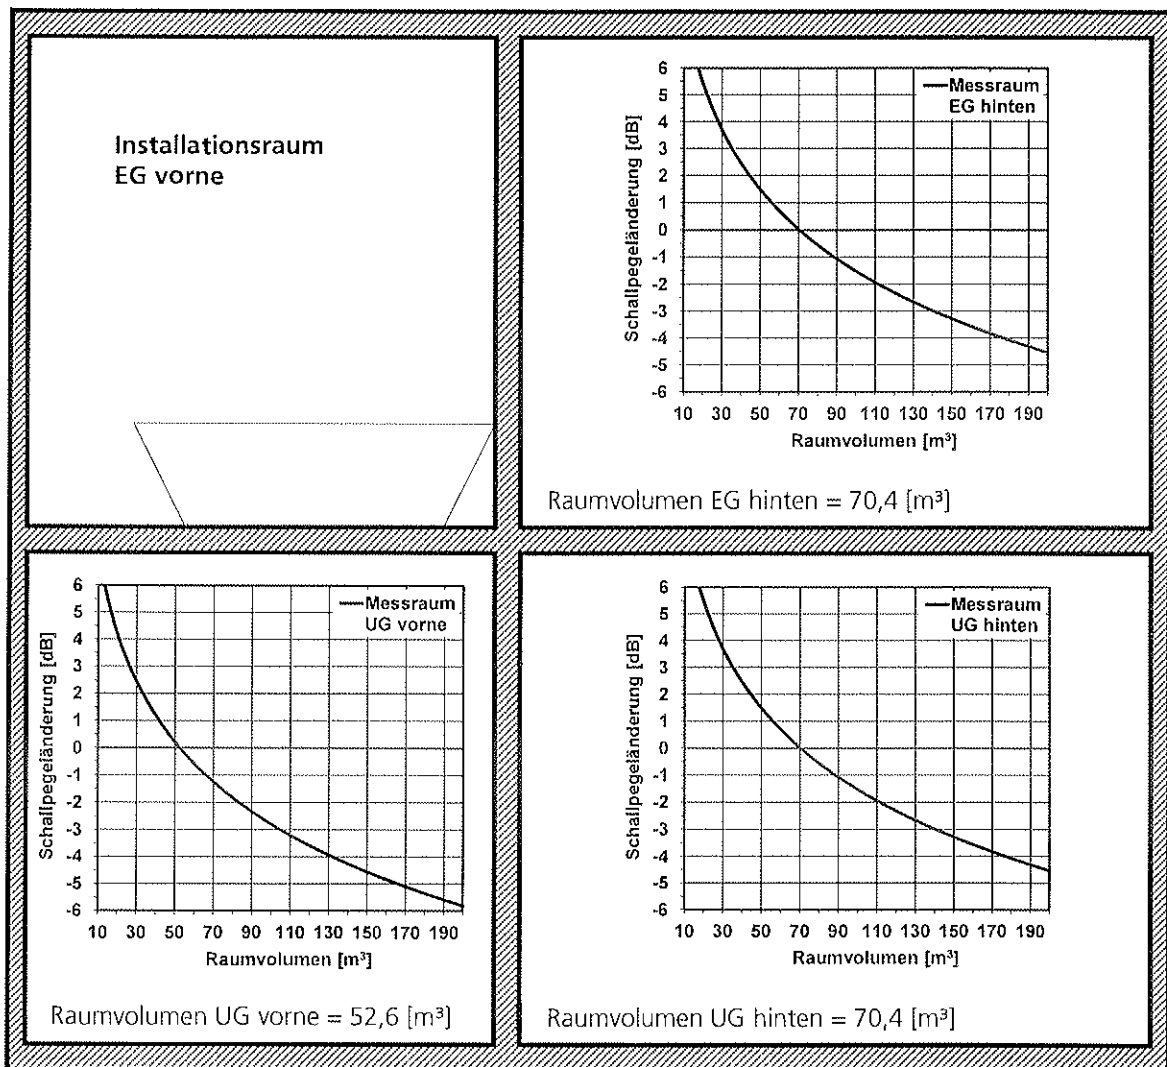 Installationsraum
EG vorne
Schallpegeländerung [dB]
6
5
4
3
2
1
0
-1
-2
-3
-4
-5
-6
Messraum
EG hinten
10 30 50 70 90 110 130 150 170 190
Raumvolumen [m³]
Raumvolumen EG hinten = 70,4 [m³]
Schallpegeländerung [dB]
6
5
4
3
2
1
0
-1
-2
-3
-4
-5
-6
Messraum
UG vorne
10 30 50 70 90 110 130 150 170 190
Raumvolumen [m³]
Raumvolumen UG vorne = 52,6 [m³]
Schallpegeländerung [dB]
6
5
4
3
2
1
0
-1
-2
-3
-4
-5
-6
Messraum
UG hinten
10 30 50 70 90 110 130 150 170 190
Raumvolumen [m³]
Raumvolumen UG hinten = 70,4 [m³]